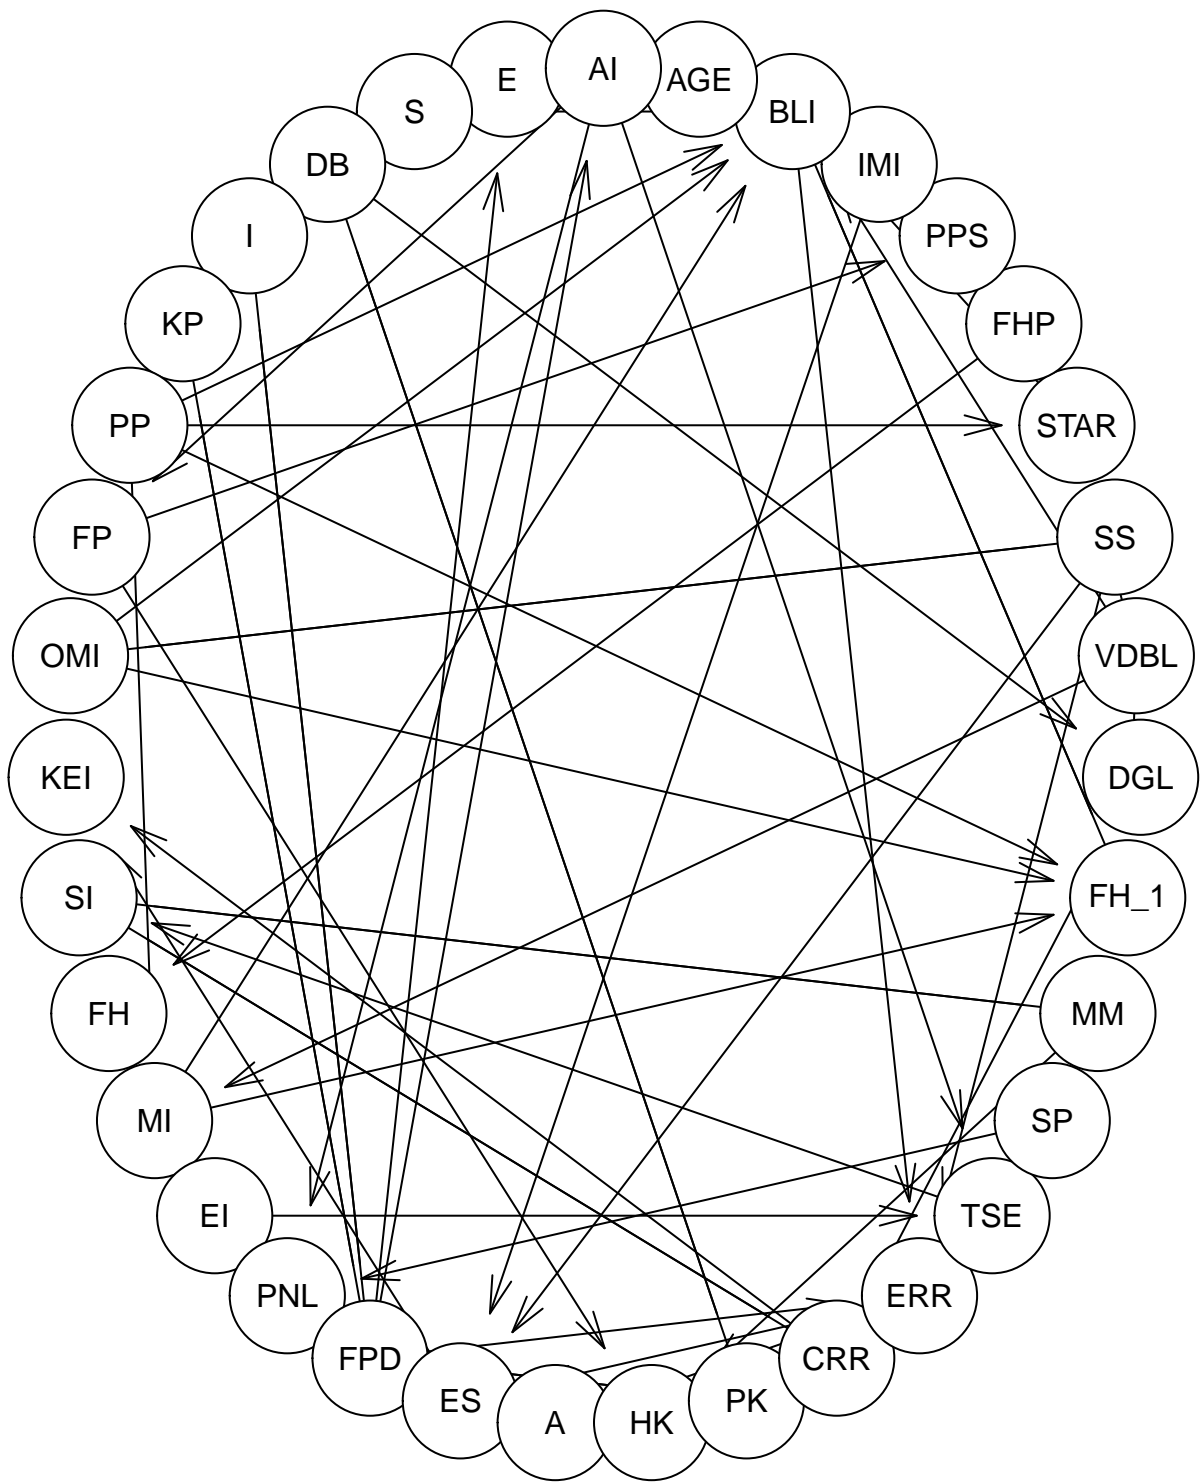 AI
E
AGE
S
BLI
DB
IMI
I
PPS
KP
FHP
PP
STAR
FP
SS
OMI
VDBL
KEI
DGL
SI
FH_1
FH
MM
MI
SP
EI
TSE
PNL
ERR
FPD
CRR
ES
PK
A
HK